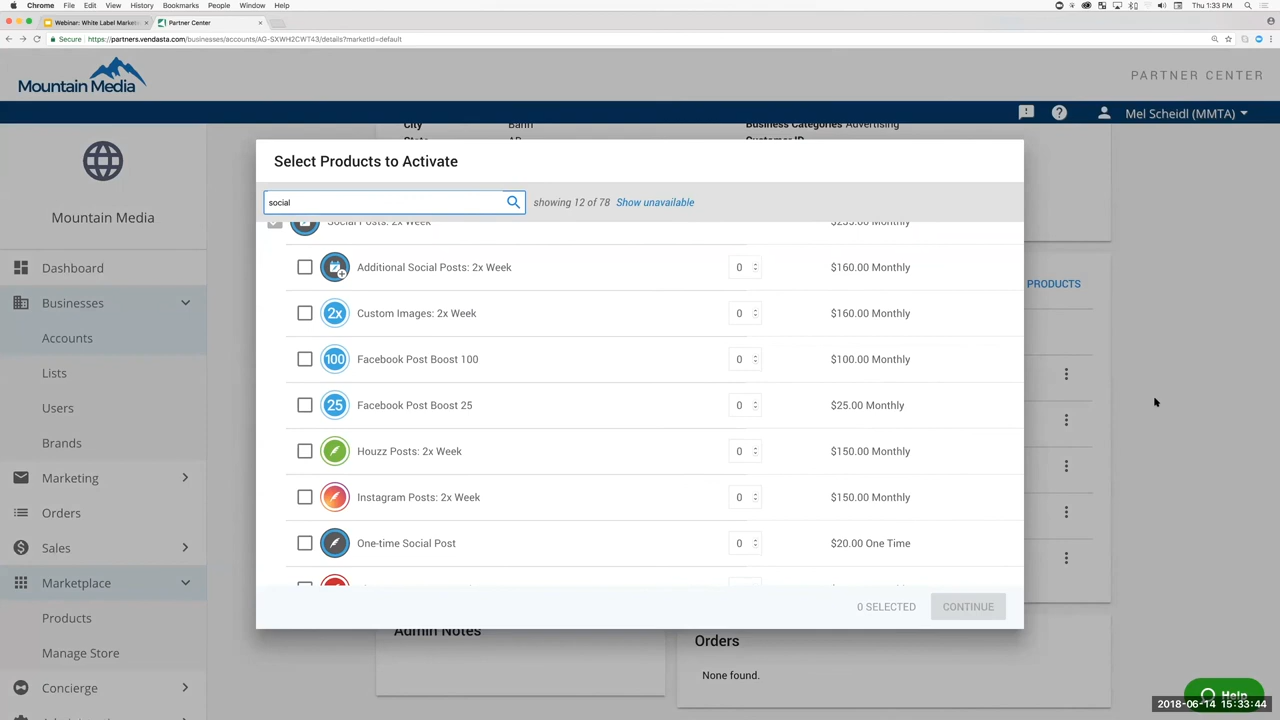 Chrome File Edit View History Bookmarks People Window Help
Thu 1:33 PM
Webinar: White Label Marketi
Partner Center
Secure https://partners.vendasta.com/businesses/accounts/AG-SXWH2CWT43/details?marketId=default
Mountain Media
PARTNER CENTER
Mel Scheidl (MMTA)
Mountain Media
Dashboard
Businesses
Accounts
Lists
Users
Brands
Marketing
Orders
Sales
Marketplace
Products
Manage Store
Concierge
City Banff
Business Categories Advertising
Customer ID
State AB
Select Products to Activate
social
showing 12 of 78 Show unavailable
Social Posts: 2x Week
Additional Social Posts: 2x Week 0 $160.00 Monthly
2x Custom Images: 2x Week 0 $160.00 Monthly
100 Facebook Post Boost 100 0 $100.00 Monthly
25 Facebook Post Boost 25 0 $25.00 Monthly
Houzz Posts: 2x Week 0 $150.00 Monthly
Instagram Posts: 2x Week 0 $150.00 Monthly
One-time Social Post 0 $20.00 One Time
0 SELECTED CONTINUE
PRODUCTS
Admin Notes
Orders
None found.
Help
2018-06-14 15:33:44